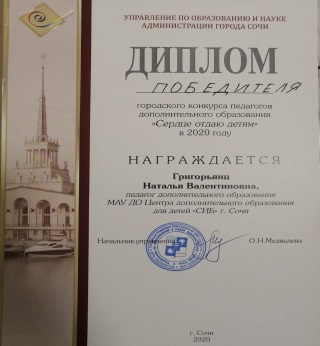 УПРАВЛЕНИЕ ПО ОБРАЗОВАНИЮ И НАУКЕ
АДМИНИСТРАЦИИ ГОРОДА СОЧИ
ДИПЛОМ
ПОБЕДИТЕЛЯ
городского конкурса педагогов
дополнительного образования
«Сердце отдаю детям»
в 2020 году
НАГРАЖДАЕТСЯ
Григорьянц
Наталья Валентиновна,
педагог дополнительного образования
МАУ ДО Центра дополнительного образования
для детей «СИБ» г. Сочи
Начальник управления О.Н.Медведева
г. Сочи
2020